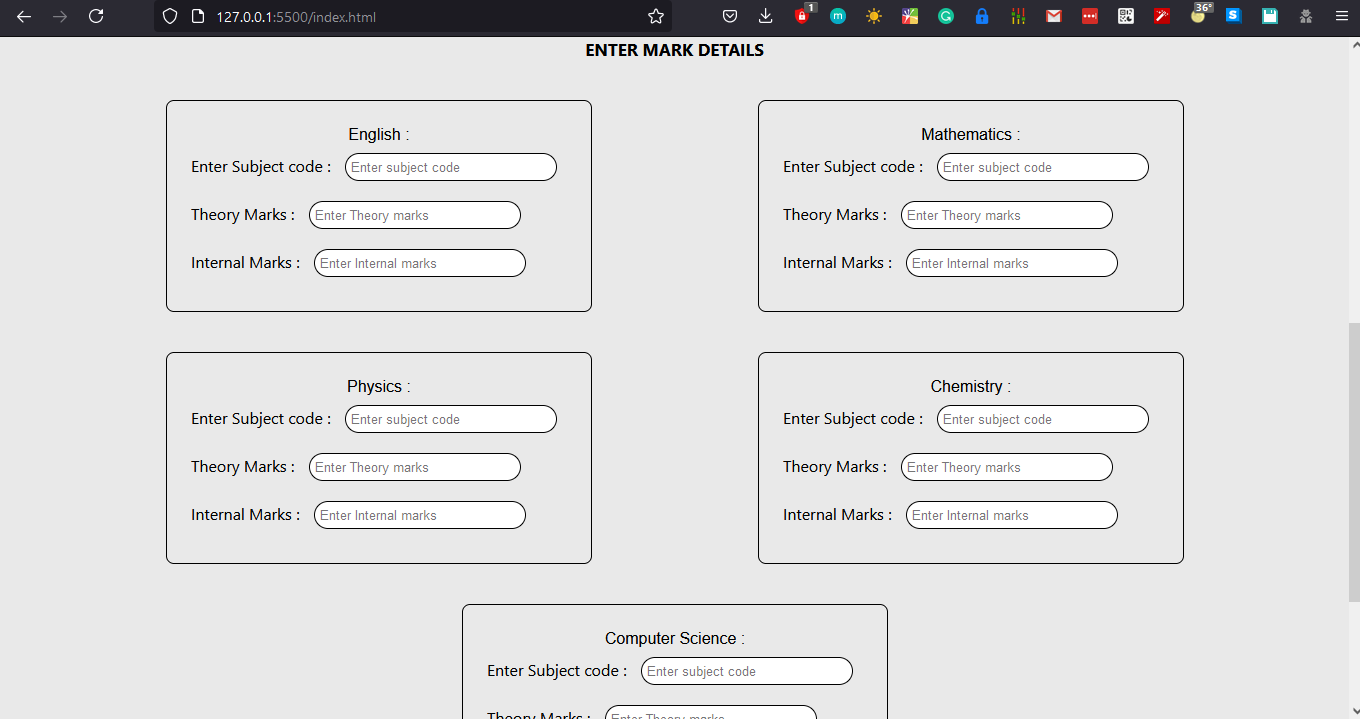 127.0.0.1:5500/index.html
1
m
G
36°
S
ENTER MARK DETAILS
English :
Enter Subject code : Enter subject code
Theory Marks : Enter Theory marks
Internal Marks : Enter Internal marks
Mathematics :
Enter Subject code : Enter subject code
Theory Marks : Enter Theory marks
Internal Marks : Enter Internal marks
Physics :
Enter Subject code : Enter subject code
Theory Marks : Enter Theory marks
Internal Marks : Enter Internal marks
Chemistry :
Enter Subject code : Enter subject code
Theory Marks : Enter Theory marks
Internal Marks : Enter Internal marks
Computer Science :
Enter Subject code : Enter subject code
Theory Marks : Enter Theory marks